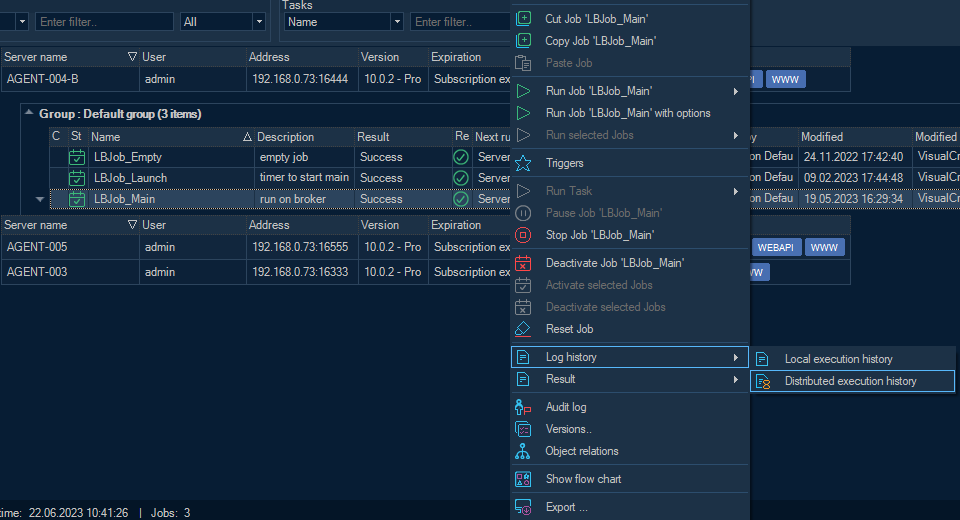 Tasks
Enter filter..
All
Name
Enter filter..
Server name User Address Version Expiration
AGENT-004-B admin 192.168.0.73:16444 10.0.2 - Pro Subscription ex WWW
Group : Default group (3 items)
C St Name Description Result Re Next ru Modified Modified
LBJob_Empty empty job Success Server on Defau 24.11.2022 17:42:40 VisualCr
LBJob_Launch timer to start main Success Server on Defau 09.02.2023 17:44:48 VisualCr
LBJob_Main run on broker Success Server on Defau 19.05.2023 16:29:34 VisualCr
Server name User Address Version Expiration
AGENT-005 admin 192.168.0.73:16555 10.0.2 - Pro Subscription ex WEBAPI WWW
AGENT-003 admin 192.168.0.73:16333 10.0.2 - Pro Subscription ex
Cut Job 'LBJob_Main'
Copy Job 'LBJob_Main'
Paste Job
Run Job 'LBJob_Main'
Run Job 'LBJob_Main' with options
Run selected Jobs
Triggers
Run Task
Pause Job 'LBJob_Main'
Stop Job 'LBJob_Main'
Deactivate Job 'LBJob_Main'
Activate selected Jobs
Deactivate selected Jobs
Reset Job
Log history
Result
Audit log
Versions..
Object relations
Show flow chart
Export ...
Local execution history
Distributed execution history
time: 22.06.2023 10:41:26 | Jobs: 3